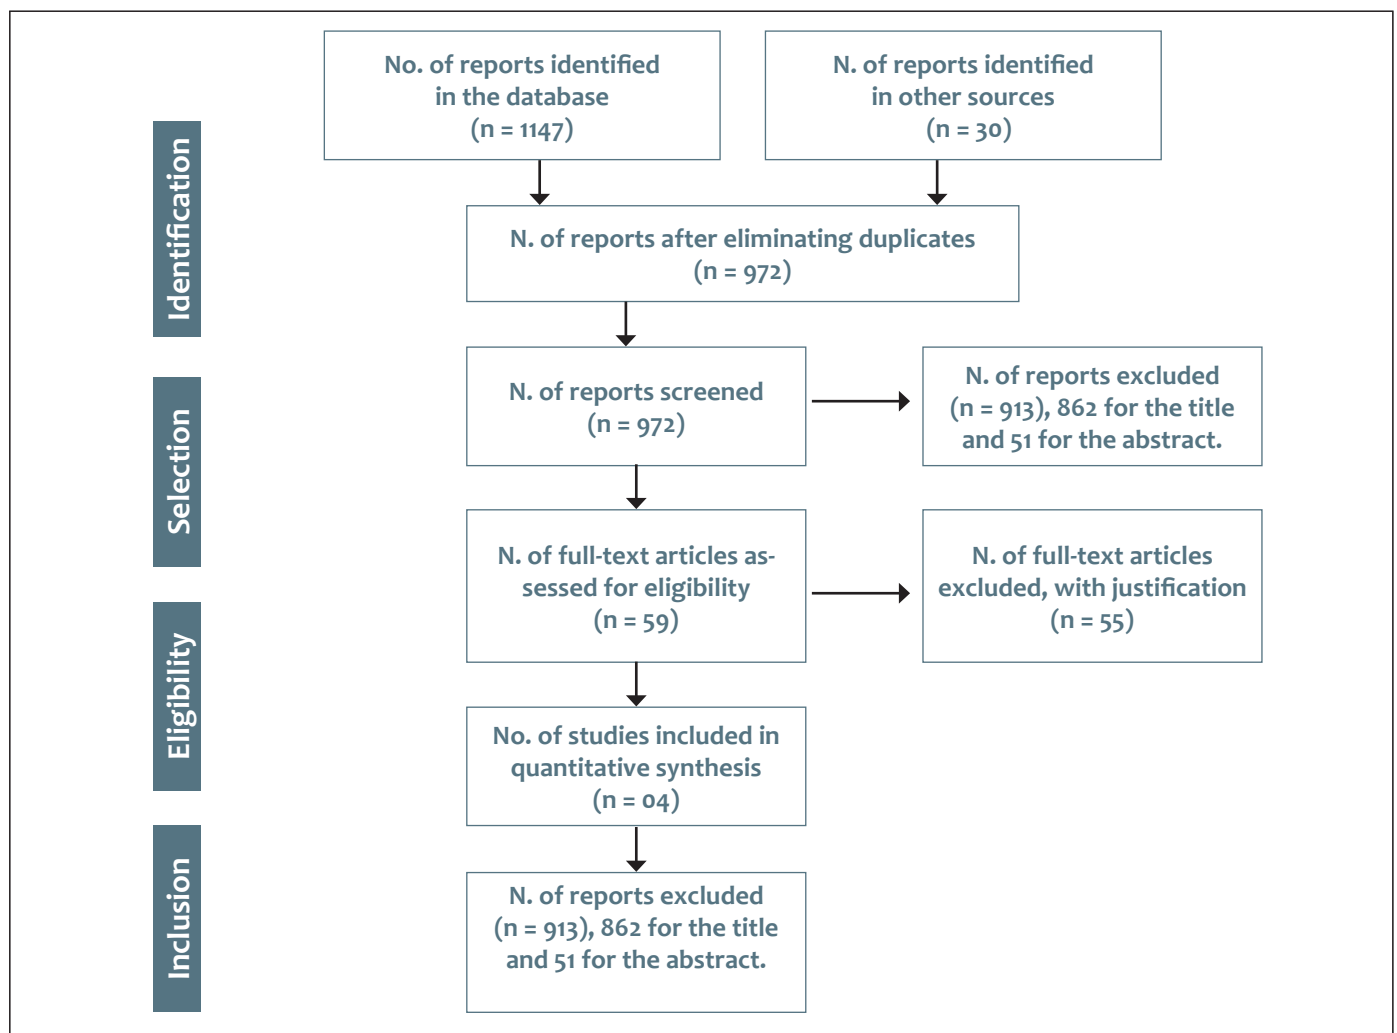 No. of reports identified
in the database
(n = 1147)
N. of reports identified
in other sources
(n = 30)
Identification
N. of reports after eliminating duplicates
(n = 972)
Selection
N. of reports screened
(n = 972)
N. of reports excluded
(n = 913), 862 for the title
and 51 for the abstract.
N. of full-text articles as-
sessed for eligibility
(n = 59)
N. of full-text articles
excluded, with justification
(n = 55)
Eligibility
No. of studies included in
quantitative synthesis
(n = 04)
Inclusion
N. of reports excluded
(n = 913), 862 for the title
and 51 for the abstract.